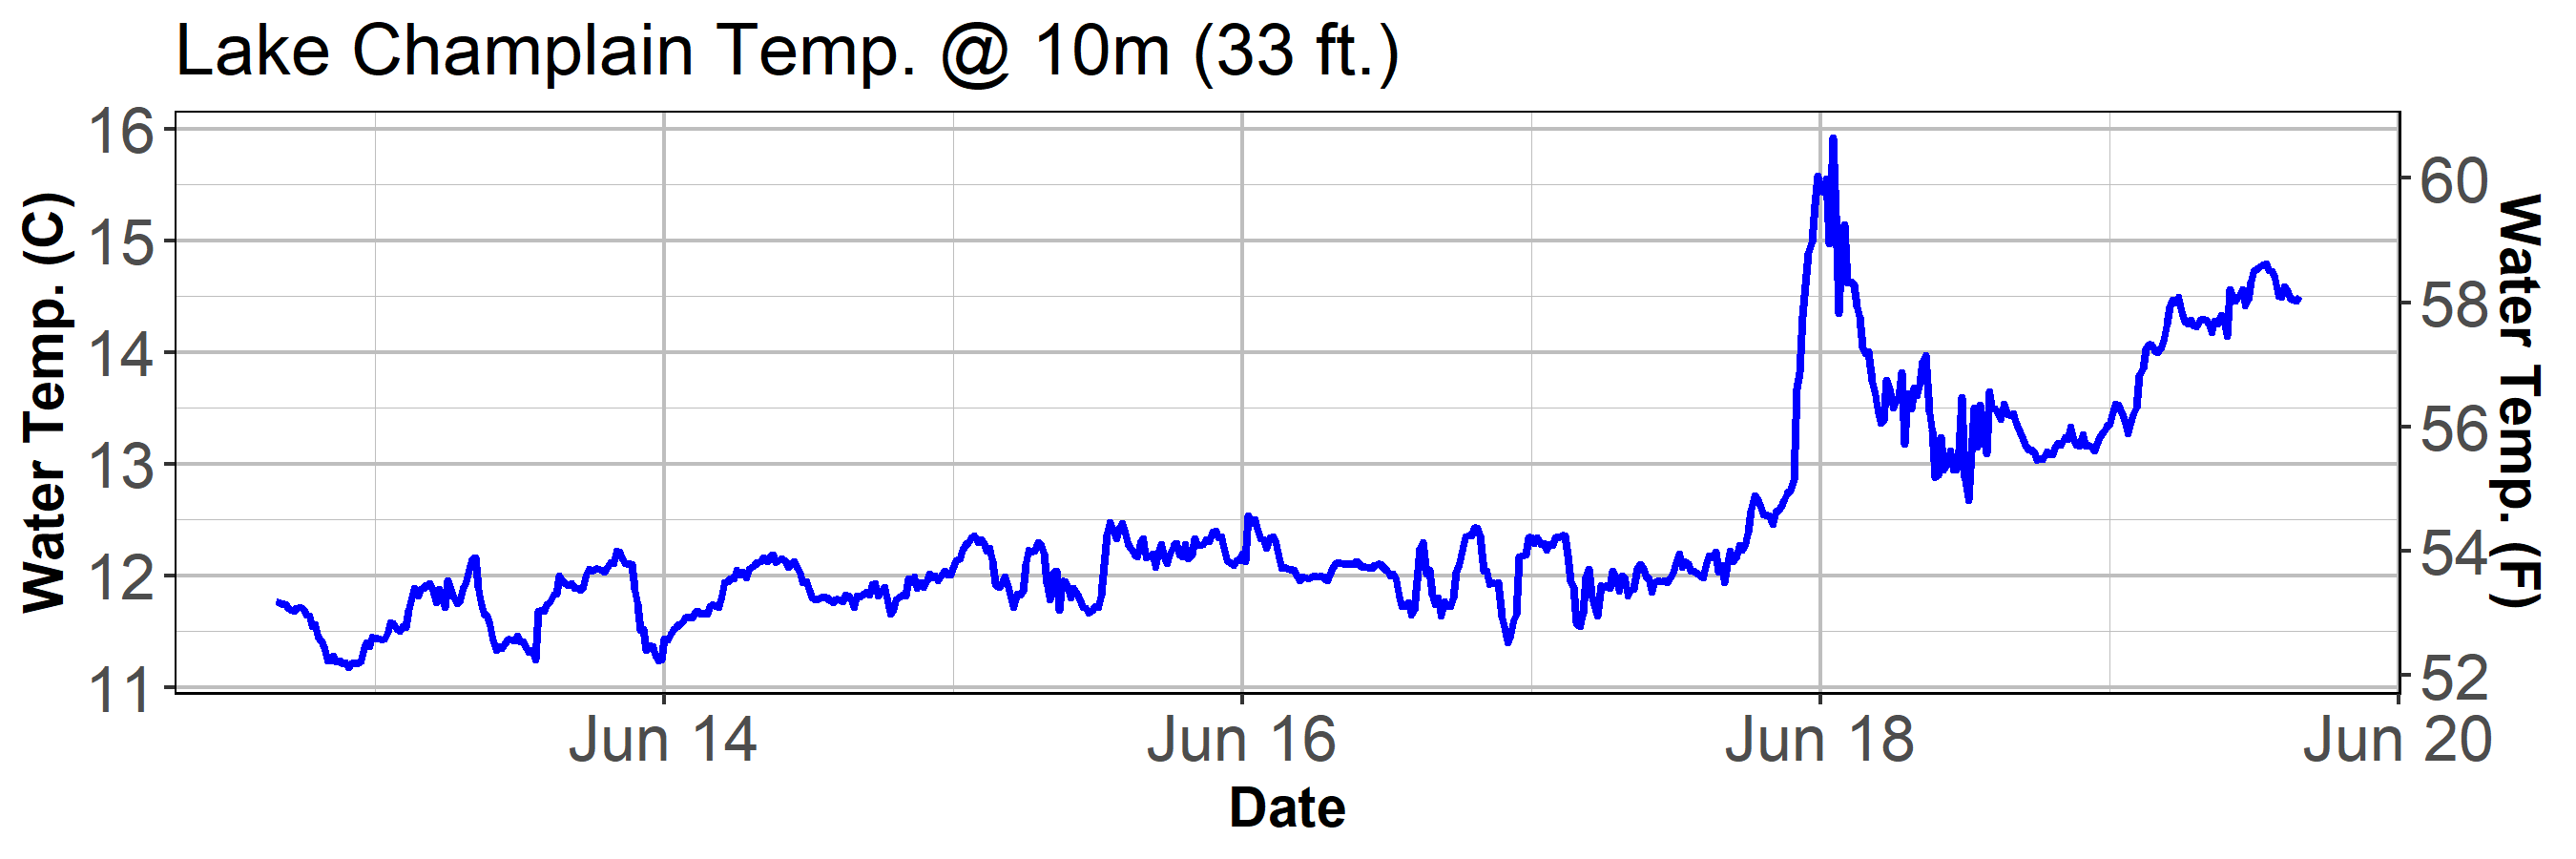 Lake Champlain Temp. @ 10m (33 ft.)
Water Temp. (C)
16
15
14
13
12
11
60
58
56
54
52
Water Temp. (F)
Jun 14 Jun 16 Jun 18 Jun 20
Date